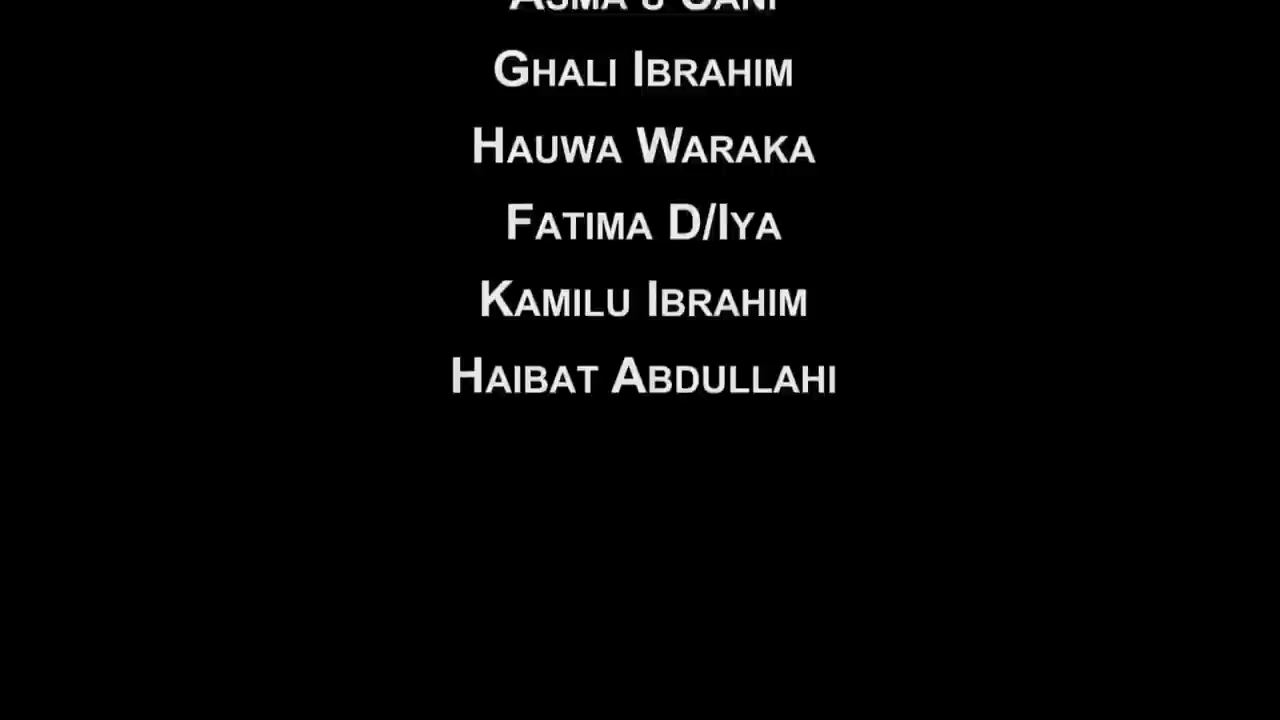 Ghali Ibrahim
Hauwa Waraka
Fatima D/Iya
Kamilu Ibrahim
Haibat Abdullahi